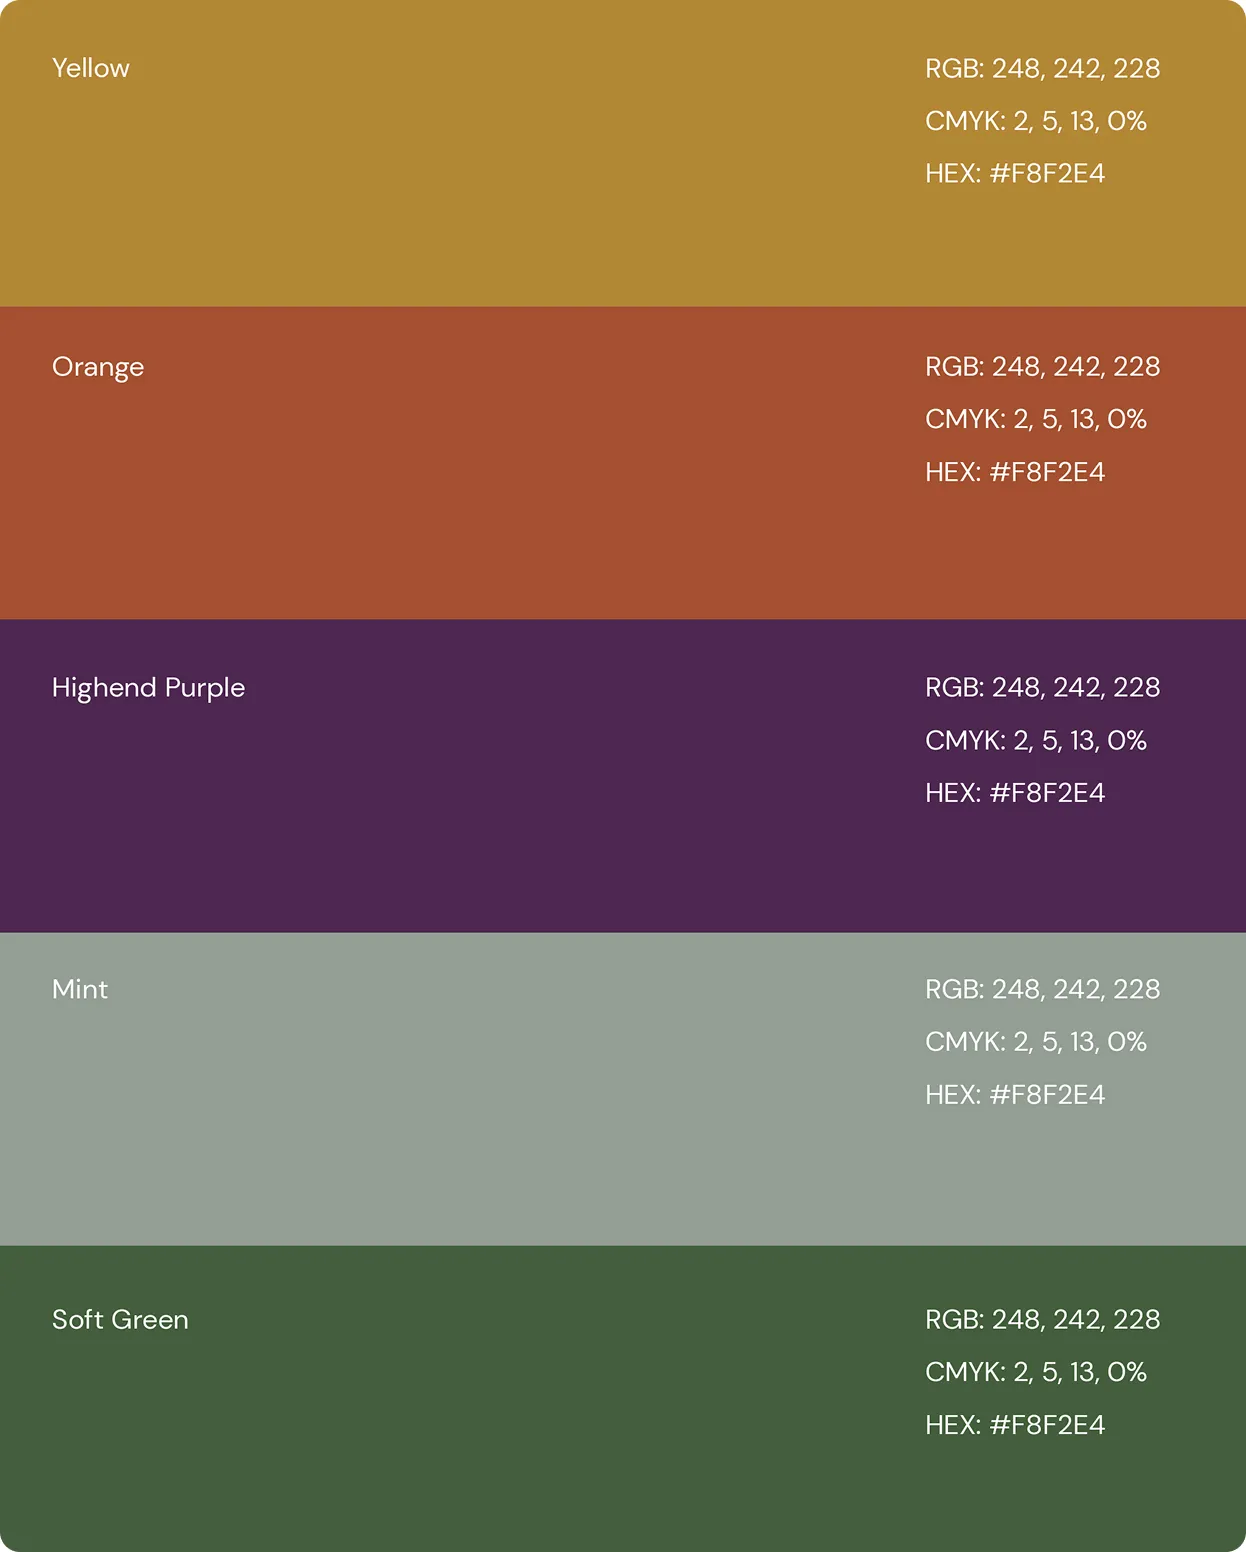 Yellow
RGB: 248, 242, 228
CMYK: 2, 5, 13, 0%
HEX: #F8F2E4
Orange
RGB: 248, 242, 228
CMYK: 2, 5, 13, 0%
HEX: #F8F2E4
Highend Purple
RGB: 248, 242, 228
CMYK: 2, 5, 13, 0%
HEX: #F8F2E4
Mint
RGB: 248, 242, 228
CMYK: 2, 5, 13, 0%
HEX: #F8F2E4
Soft Green
RGB: 248, 242, 228
CMYK: 2, 5, 13, 0%
HEX: #F8F2E4